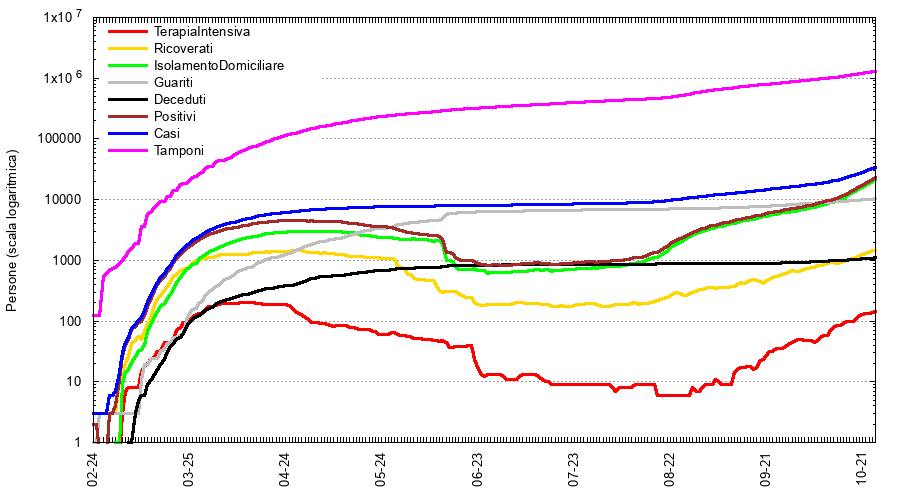 1x10 7
1x10 6
100000
10000
1000
100
10
1
Persone (scala logaritmica)
TerapiaIntensiva
Ricoverati
IsolamentoDomiciliare
Guariti
Deceduti
Positivi
Casi
Tamponi
02-24
03-25
04-24
05-24
06-23
07-23
08-22
09-21
10-21